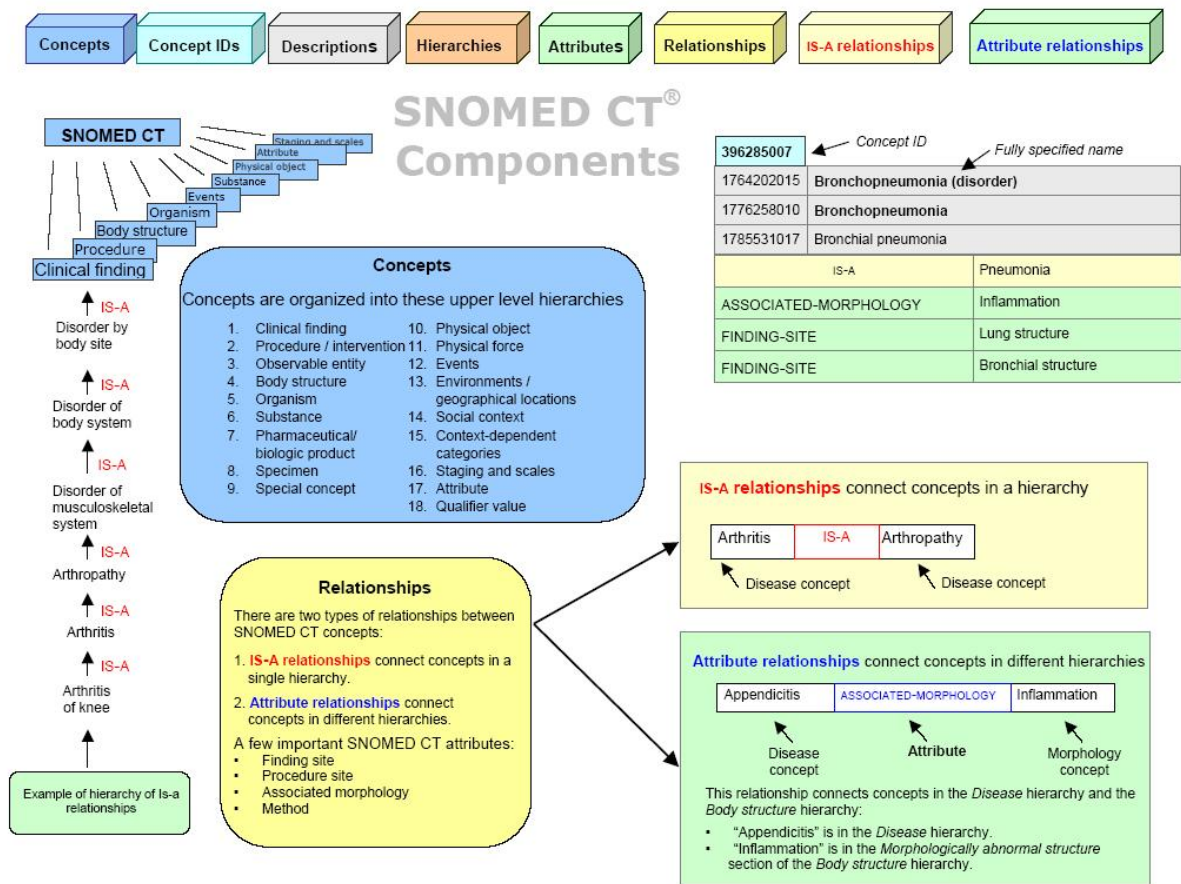 Concepts
Concept IDs
Descriptions
Hierarchies
Attributes
Relationships
IS-A relationships
Attribute relationships
SNOMED CT®
Components
SNOMED CT
Staging and scales
Attribute
Physical object
Substance
Events
Organism
Body structure
Procedure
Clinical finding
IS-A
Disorder by
body site
IS-A
Disorder of
body system
IS-A
Disorder of
musculoskeletal
system
IS-A
Arthropathy
IS-A
Arthritis
IS-A
Arthritis
of knee
Example of hierarchy of Is-a
relationships
Concepts
Concepts are organized into these upper level hierarchies
1. Clinical finding
2. Procedure / intervention
3. Observable entity
4. Body structure
5. Organism
6. Substance
7. Pharmaceutical/
biologic product
8. Specimen
9. Special concept
10. Physical object
11. Physical force
12. Events
13. Environments /
geographical locations
14. Social context
15. Context-dependent
categories
16. Staging and scales
17. Attribute
18. Qualifier value
Relationships
There are two types of relationships between
SNOMED CT concepts:
1. IS-A relationships connect concepts in a
single hierarchy.
2. Attribute relationships connect
concepts in different hierarchies.
A few important SNOMED CT attributes:
▪ Finding site
▪ Procedure site
▪ Associated morphology
▪ Method
396285007
Concept ID
Fully specified name
1764202015 Bronchopneumonia (disorder)
1776258010 Bronchopneumonia
1785531017 Bronchial pneumonia
IS-A Pneumonia
ASSOCIATED-MORPHOLOGY Inflammation
FINDING-SITE Lung structure
FINDING-SITE Bronchial structure
IS-A relationships connect concepts in a hierarchy
Arthritis IS-A Arthropathy
Disease concept Disease concept
Attribute relationships connect concepts in different hierarchies
Appendicitis ASSOCIATED-MORPHOLOGY Inflammation
Disease
concept
Attribute
Morphology
concept
This relationship connects concepts in the Disease hierarchy and the
Body structure hierarchy:
▪ “Appendicitis” is in the Disease hierarchy.
▪ “Inflammation” is in the Morphologically abnormal structure
section of the Body structure hierarchy.